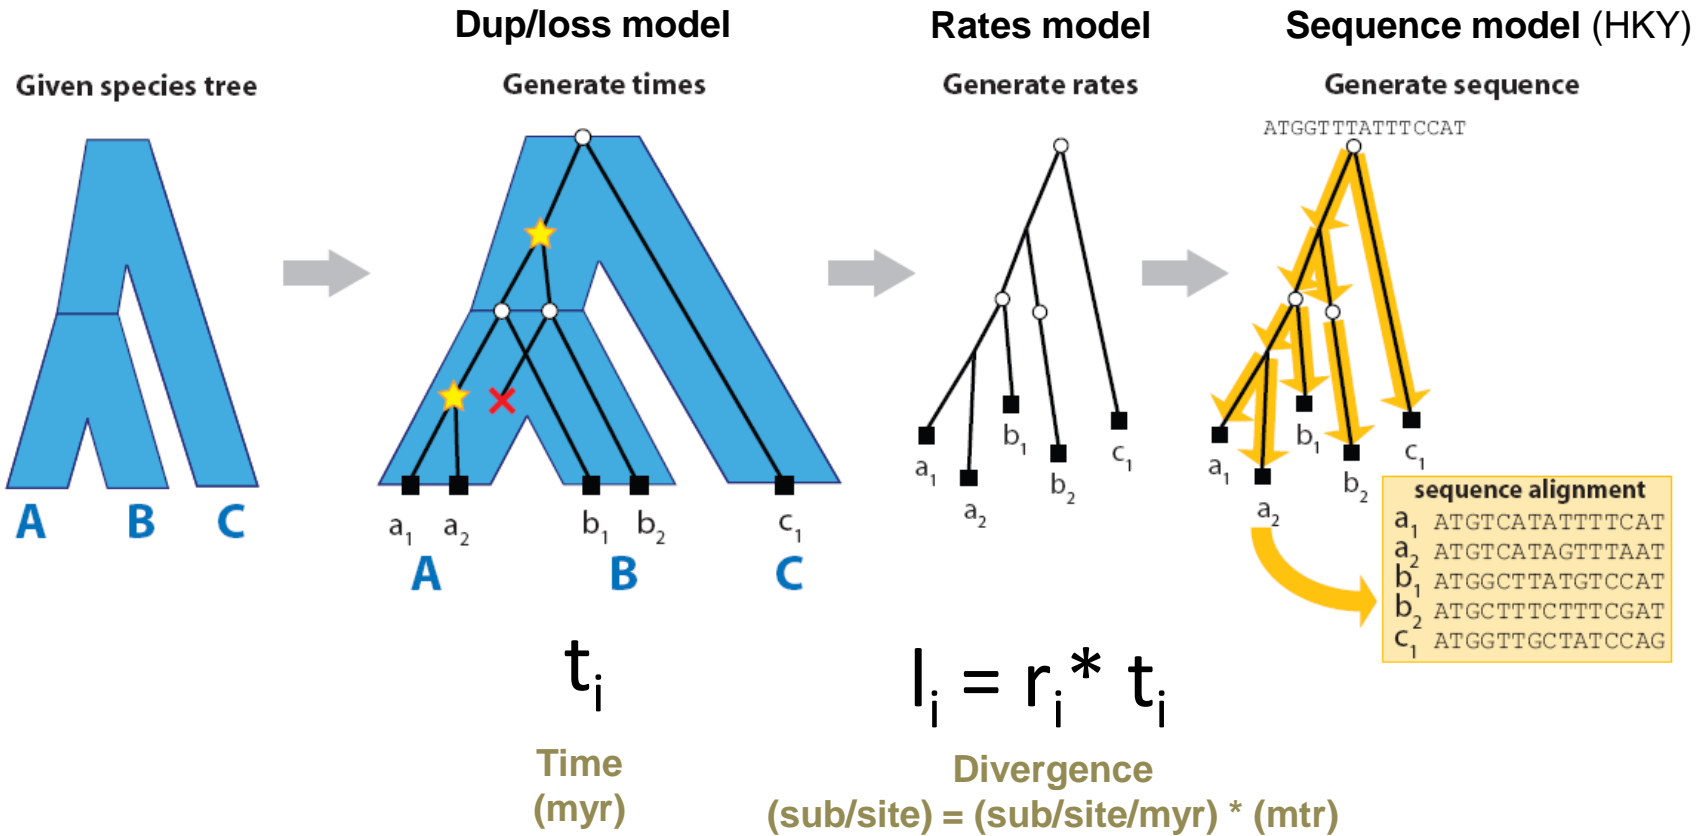 Dup/loss model
Rates model
Sequence model (HKY)
Given species tree
Generate times
Generate rates
Generate sequence
ATGGTTTATTTCCAT
A B C
a1 a2 b1 b2 c1
A B C
a1 a2 b1 b2 c1
a1 a2 b1 b2 c1
sequence alignment
a1 ATGTCATATTTTCAT
a2 ATGTCATAGTTTAAT
b1 ATGGCTTATGTCCAT
b2 ATGCTTTCTTTCGAT
c1 ATGGTTGCTATCCAG
ti
li = ri* ti
Time
(myr)
Divergence
(sub/site) = (sub/site/myr) * (mtr)